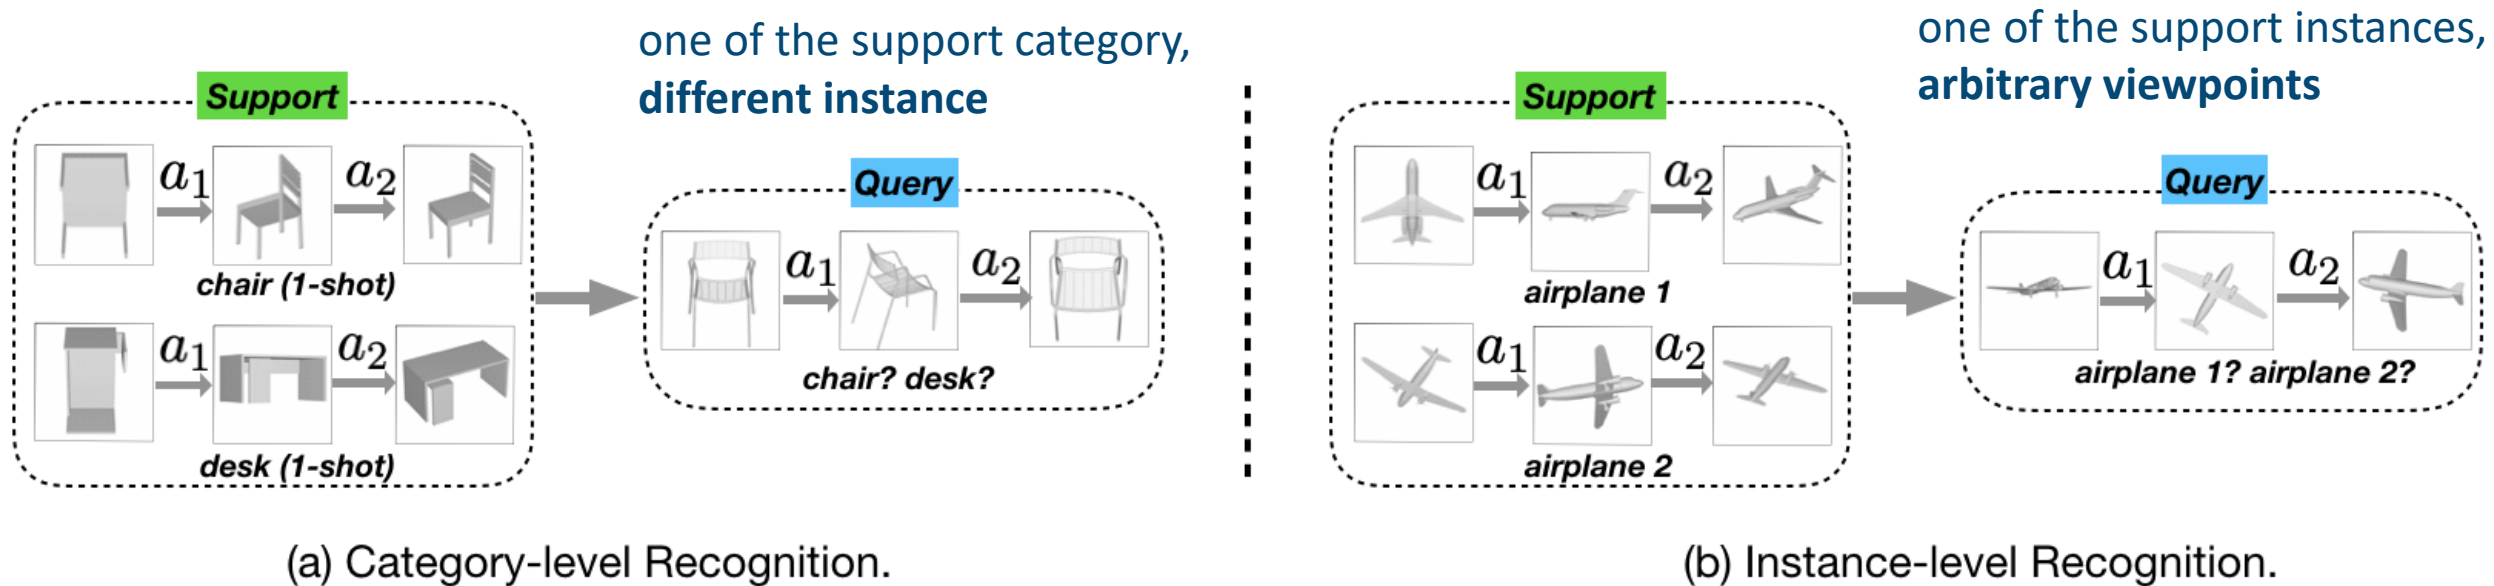 one of the support category,
different instance
Support
a1 a2
chair (1-shot)
a1 a2
desk (1-shot)
Query
a1 a2
chair? desk?
(a) Category-level Recognition.
one of the support instances,
arbitrary viewpoints
Support
a1 a2
airplane 1
a1 a2
airplane 2
Query
a1 a2
airplane 1? airplane 2?
(b) Instance-level Recognition.